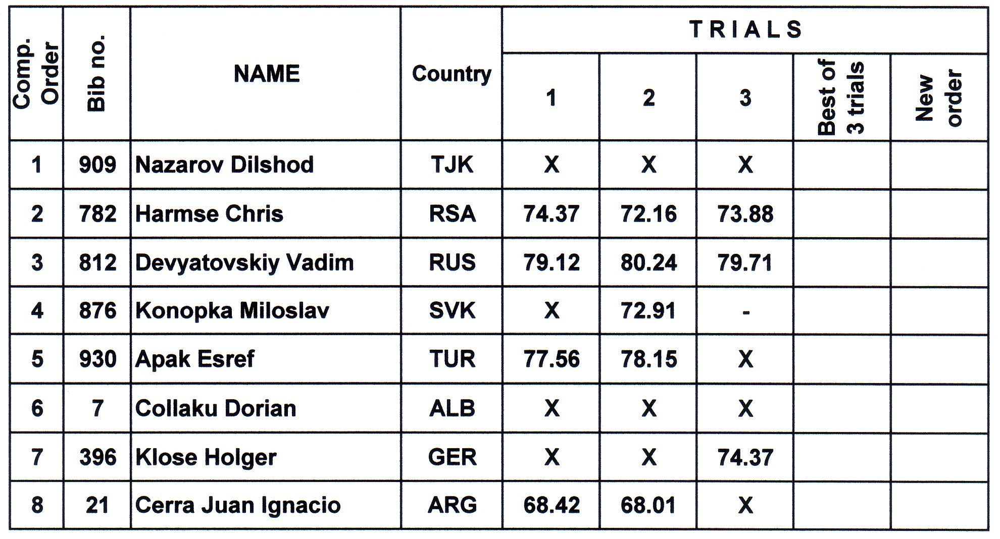 Comp. Order Bib no. NAME Country TRIALS
1 2 3 Best of 3 trials New order
1 909 Nazarov Dilshod TJK X X X
2 782 Harmse Chris RSA 74.37 72.16 73.88
3 812 Devyatovskiy Vadim RUS 79.12 80.24 79.71
4 876 Konopka Miloslav SVK X 72.91 -
5 930 Apak Esref TUR 77.56 78.15 X
6 7 Collaku Dorian ALB X X X
7 396 Klose Holger GER X X 74.37
8 21 Cerra Juan Ignacio ARG 68.42 68.01 X